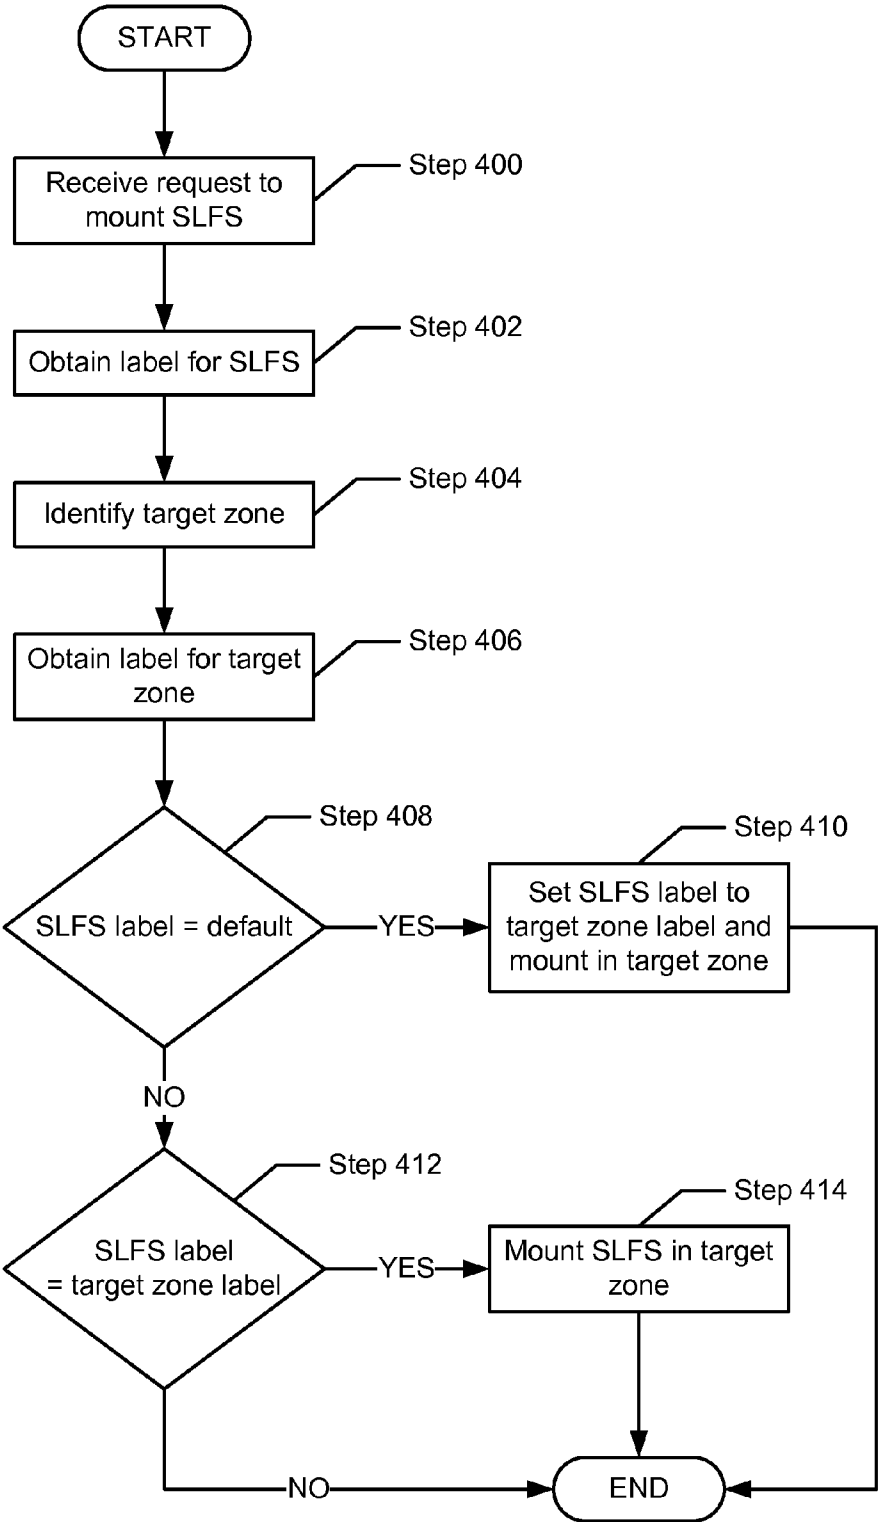 START
Step 400
Receive request to
mount SLFS
Step 402
Obtain label for SLFS
Step 404
Identify target zone
Step 406
Obtain label for target
zone
Step 408
SLFS label = default
YES
Step 410
Set SLFS label to
target zone label and
mount in target zone
NO
Step 412
SLFS label
= target zone label
YES
Step 414
Mount SLFS in target
zone
NO
END